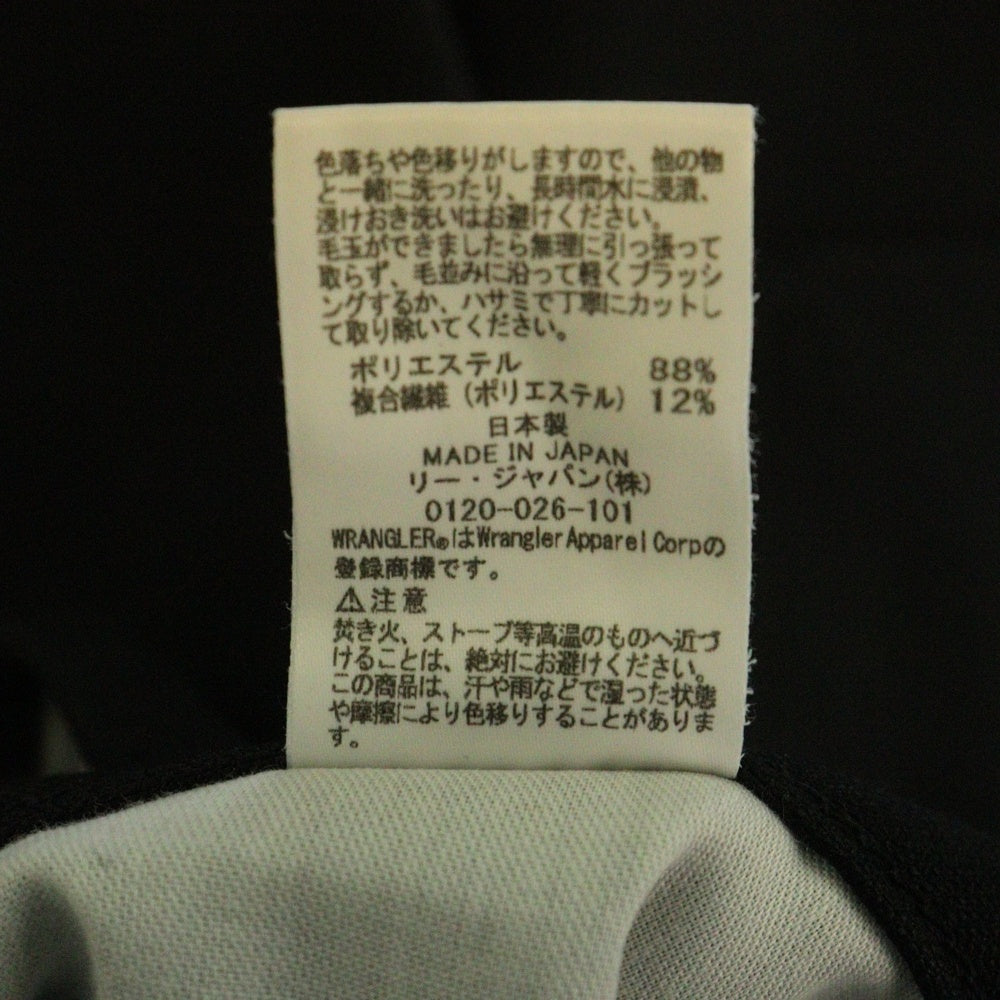 色落ちや色移りがしますので、他の物
と一緒に洗ったり、長時間水に浸漬、
浸けおき洗いはお避けください。
毛玉ができましたら無理に引っ張って
取らず、毛並みに沿って軽くブラッシ
ングするか、ハサミで丁寧にカットし
て取り除いてください。
ポリエステル 88%
複合繊維（ポリエステル） 12%
日本製
MADE IN JAPAN
リー・ジャパン(株)
0120-026-101
WRANGLER®はWrangler Apparel Corpの
登録商標です。
⚠注意
焚き火、ストーブ等高温のものへ近づ
けることは、絶対にお避けください。
この商品は、汗や雨などで湿った状態
や摩擦により色移りすることがありま
す。